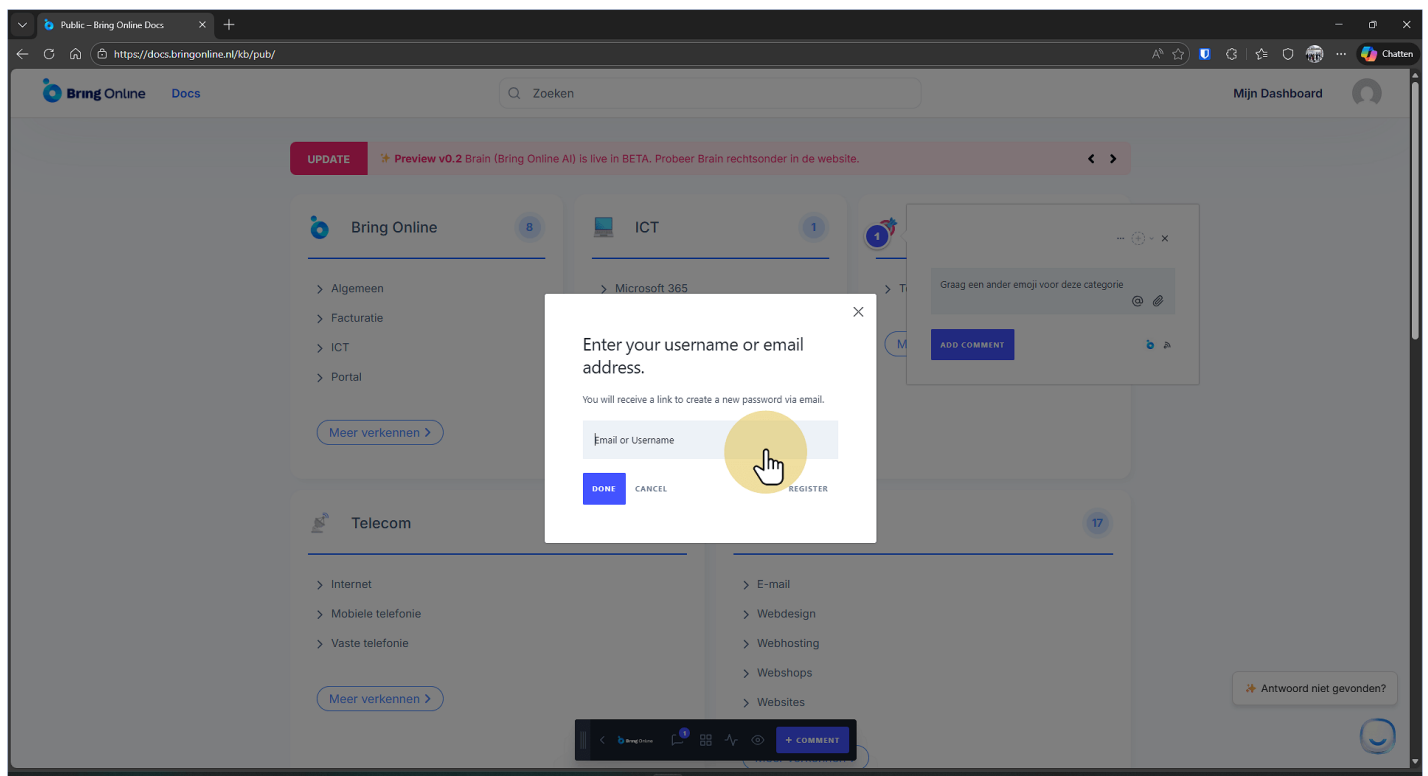 Public – Bring Online Docs
https://docs.bringonline.nl/kb/pub/
Chatten
Bring Online Docs
Zoeken
Mijn Dashboard
UPDATE
Preview v0.2 Brain (Bring Online AI) is live in BETA. Probeer Brain rechtsonder in de website.
Bring Online 8
ICT 1
1
Algemeen
Facturatie
ICT
Portal
Meer verkennen
Microsoft 365
Graag een ander emoji voor deze categorie
ADD COMMENT
Enter your username or email
address.
You will receive a link to create a new password via email.
Email or Username
DONE CANCEL REGISTER
Telecom
17
Internet
Mobiele telefonie
Vaste telefonie
Meer verkennen
E-mail
Webdesign
Webhosting
Webshops
Websites
Antwoord niet gevonden?
Bring Online 1 + COMMENT